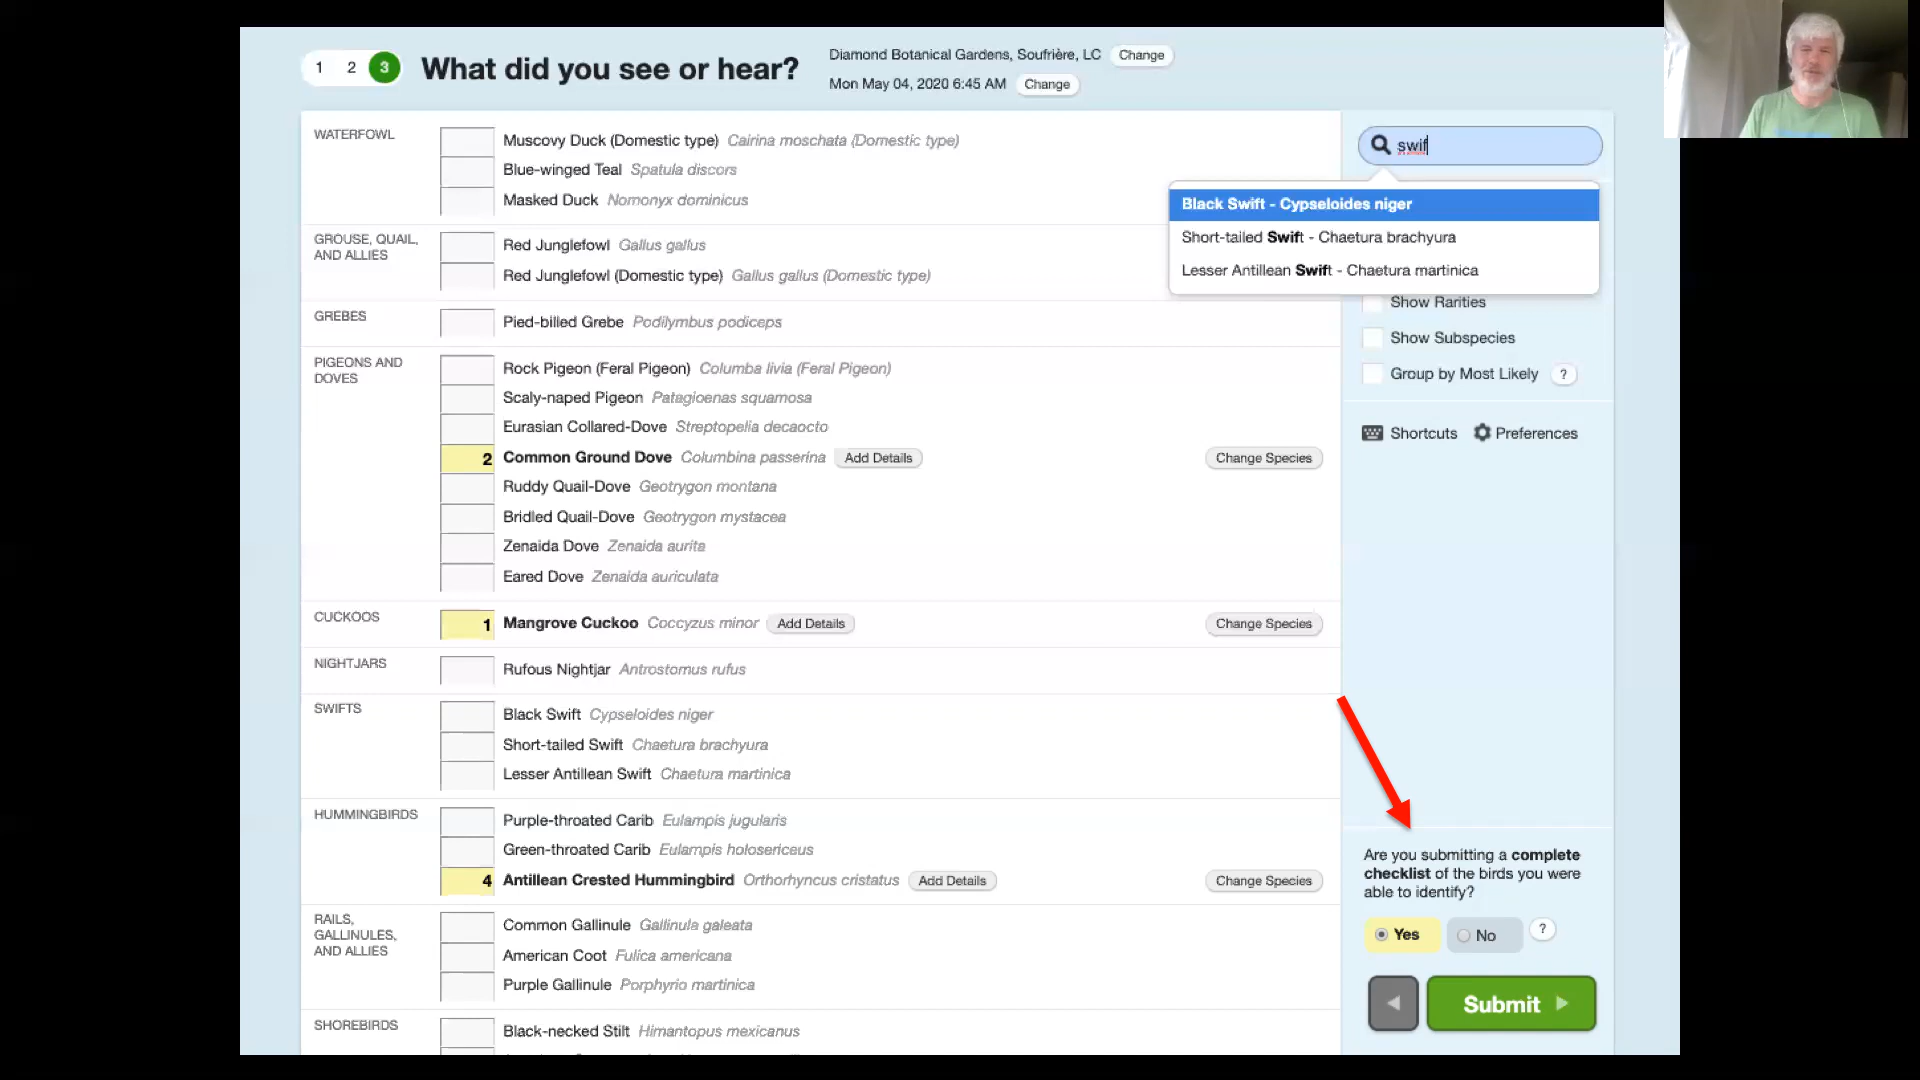 1 2 3 What did you see or hear?
Diamond Botanical Gardens, Soufrière, LC Change
Mon May 04, 2020 6:45 AM Change
WATERFOWL
Muscovy Duck (Domestic type) Cairina moschata (Domestic type)
Blue-winged Teal Spatula discors
Masked Duck Nomonyx dominicus
GROUSE, QUAIL,
AND ALLIES
Red Junglefowl Gallus gallus
Red Junglefowl (Domestic type) Gallus gallus (Domestic type)
GREBES
Pied-billed Grebe Podilymbus podiceps
PIGEONS AND
DOVES
Rock Pigeon (Feral Pigeon) Columba livia (Feral Pigeon)
Scaly-naped Pigeon Patagioenas squamosa
Eurasian Collared-Dove Streptopelia decaocto
2 Common Ground Dove Columbina passerina Add Details Change Species
Ruddy Quail-Dove Geotrygon montana
Bridled Quail-Dove Geotrygon mystacea
Zenaida Dove Zenaida aurita
Eared Dove Zenaida auriculata
CUCKOOS
1 Mangrove Cuckoo Coccyzus minor Add Details Change Species
NIGHTJARS
Rufous Nightjar Antrostomus rufus
SWIFTS
Black Swift Cypseloides niger
Short-tailed Swift Chaetura brachyura
Lesser Antillean Swift Chaetura martinica
HUMMINGBIRDS
Purple-throated Carib Eulampis jugularis
Green-throated Carib Eulampis holosericeus
4 Antillean Crested Hummingbird Orthorhyncus cristatus Add Details Change Species
RAILS,
GALLINULES,
AND ALLIES
Common Gallinule Gallinula galeata
American Coot Fulica americana
Purple Gallinule Porphyrio martinica
SHOREBIRDS
Black-necked Stilt Himantopus mexicanus
swif
Black Swift - Cypseloides niger
Short-tailed Swift - Chaetura brachyura
Lesser Antillean Swift - Chaetura martinica
Show Rarities
Show Subspecies
Group by Most Likely ?
Shortcuts Preferences
Are you submitting a complete
checklist of the birds you were
able to identify?
Yes No ?
Submit